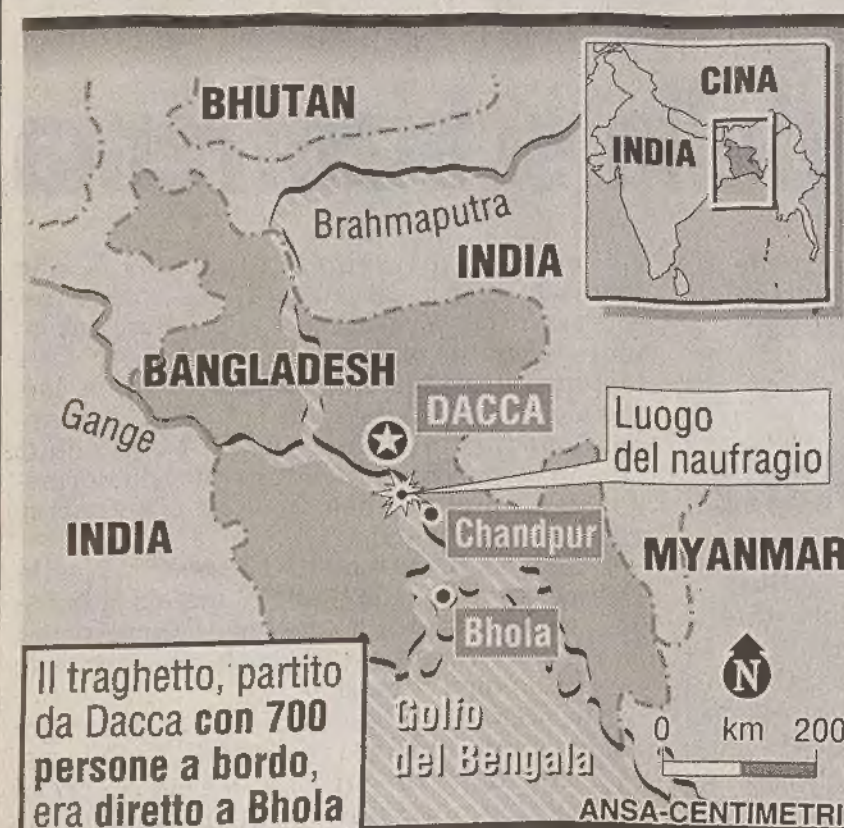 BHUTAN
CINA
INDIA
Brahmaputra
INDIA
BANGLADESH
DACCA
Gange
Luogo
del naufragio
INDIA
Chandpur
MYANMAR
Bhola
Il traghetto, partito
da Dacca con 700
persone a bordo,
era diretto a Bhola
Golfo
del Bengala
N
0 km 200
ANSA-CENTIMETRI